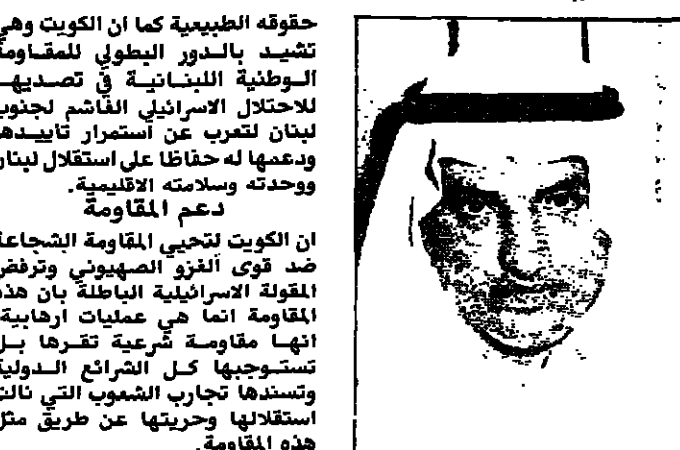 حقوقه الطبيعية كما ان الكويت وهي
تشيد بالدور البطولي للمقاومة
الوطنية اللبنانية في تصديها
للاحتلال الاسرائيلي الغاشم لجنوب
لبنان لتعرب عن استمرار تاييدها
ودعمها له حفاظا على استقلال لبنان
ووحدته وسلامته الاقليمية.
دعم المقاومة
ان الكويت لتحيي المقاومة الشجاعة
ضد قوى الغزو الصهيوني وترفض
المقولة الاسرائيلية الباطلة بان هذه
المقاومة انما هي عمليات ارهابية،
انها مقاومة شرعية تقرها بل
تستوجبها كل الشرائع الدولية
وتسندها تجارب الشعوب التي نالت
استقلالها وحريتها عن طريق مثل
هذه المقاومة.